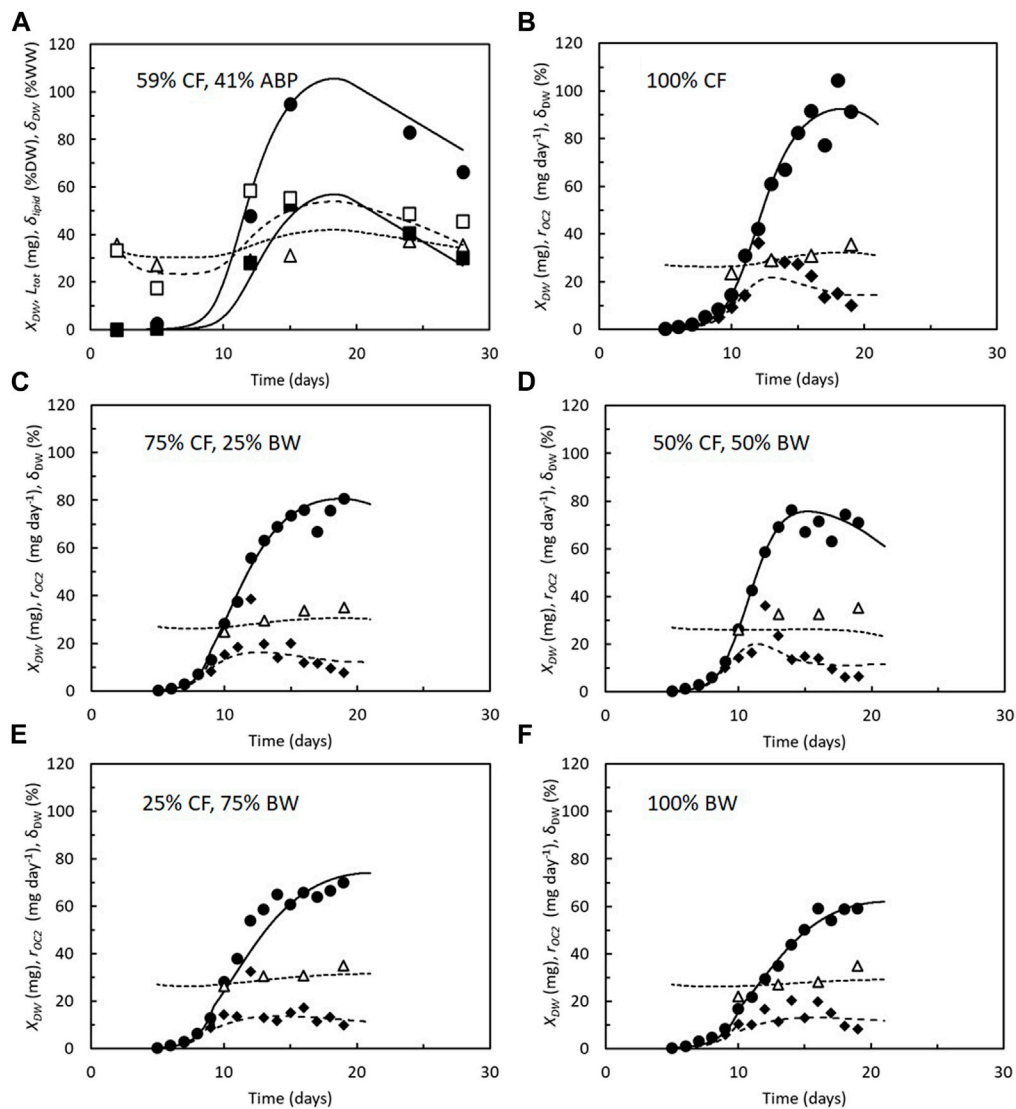 A
X_DW, L_tot (mg), δ_lipid (%DW), δ_DW (%WW)
120
100
80
60
40
20
0
59% CF, 41% ABP
0 10 20 30
Time (days)
B
X_DW (mg), r_OC2 (mg day⁻¹), δ_DW (%)
120
100
80
60
40
20
0
100% CF
0 10 20 30
Time (days)
C
X_DW (mg), r_OC2 (mg day⁻¹), δ_DW (%)
120
100
80
60
40
20
0
75% CF, 25% BW
0 10 20 30
Time (days)
D
X_DW (mg), r_OC2 (mg day⁻¹), δ_DW (%)
120
100
80
60
40
20
0
50% CF, 50% BW
0 10 20 30
Time (days)
E
X_DW (mg), r_OC2 (mg day⁻¹), δ_DW (%)
120
100
80
60
40
20
0
25% CF, 75% BW
0 10 20 30
Time (days)
F
X_DW (mg), r_OC2 (mg day⁻¹), δ_DW (%)
120
100
80
60
40
20
0
100% BW
0 10 20 30
Time (days)